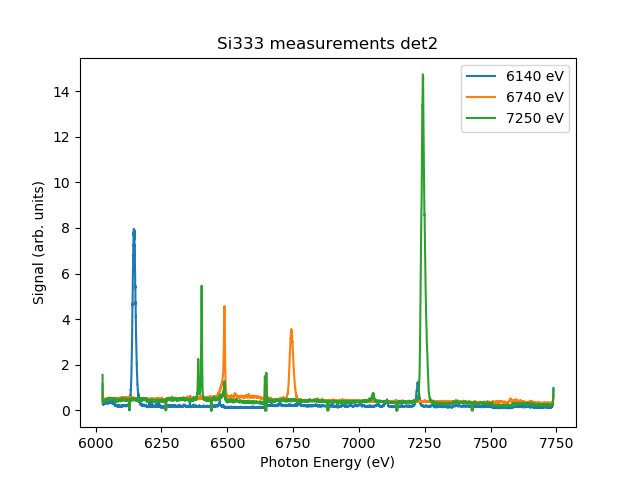 Si333 measurements det2
6140 eV
6740 eV
7250 eV
Signal (arb. units)
14
12
10
8
6
4
2
0
6000 6250 6500 6750 7000 7250 7500 7750
Photon Energy (eV)